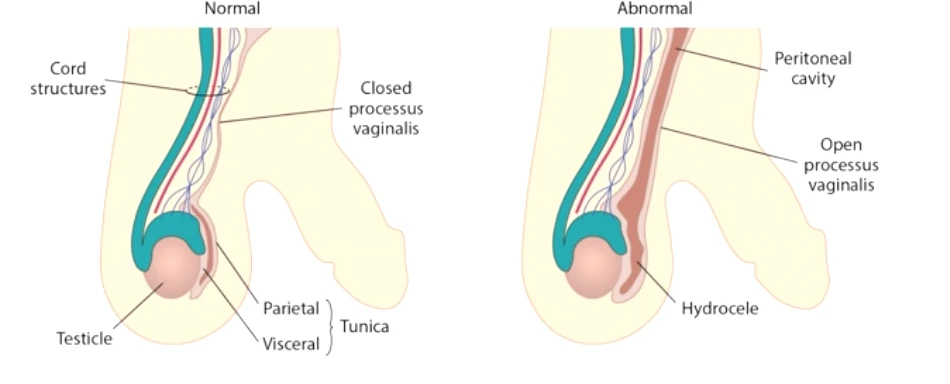 Normal
Cord
structures
Closed
processus
vaginalis
Parietal
Visceral
Tunica
Testicle
Abnormal
Peritoneal
cavity
Open
processus
vaginalis
Hydrocele